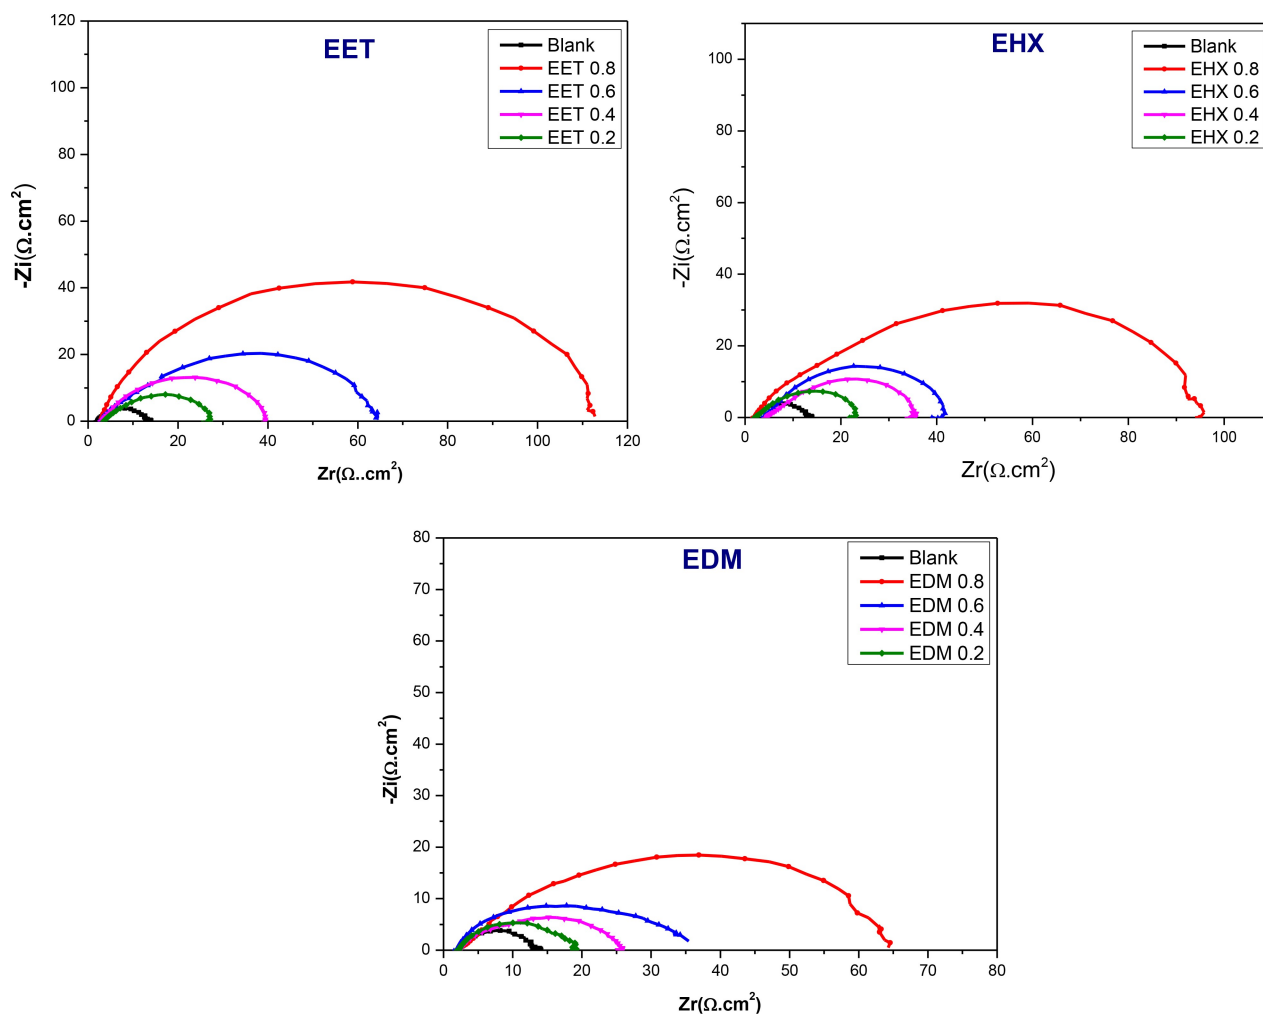 EET
Blank
EET 0.8
EET 0.6
EET 0.4
EET 0.2
120
100
80
60
40
20
0
-Zi(Ω.cm²)
0 20 40 60 80 100 120
Zr(Ω..cm²)
EHX
Blank
EHX 0.8
EHX 0.6
EHX 0.4
EHX 0.2
100
80
60
40
20
0
-Zi(Ω.cm²)
0 20 40 60 80 100
Zr(Ω.cm²)
EDM
Blank
EDM 0.8
EDM 0.6
EDM 0.4
EDM 0.2
80
70
60
50
40
30
20
10
0
-Zi(Ω.cm²)
0 10 20 30 40 50 60 70 80
Zr(Ω.cm²)